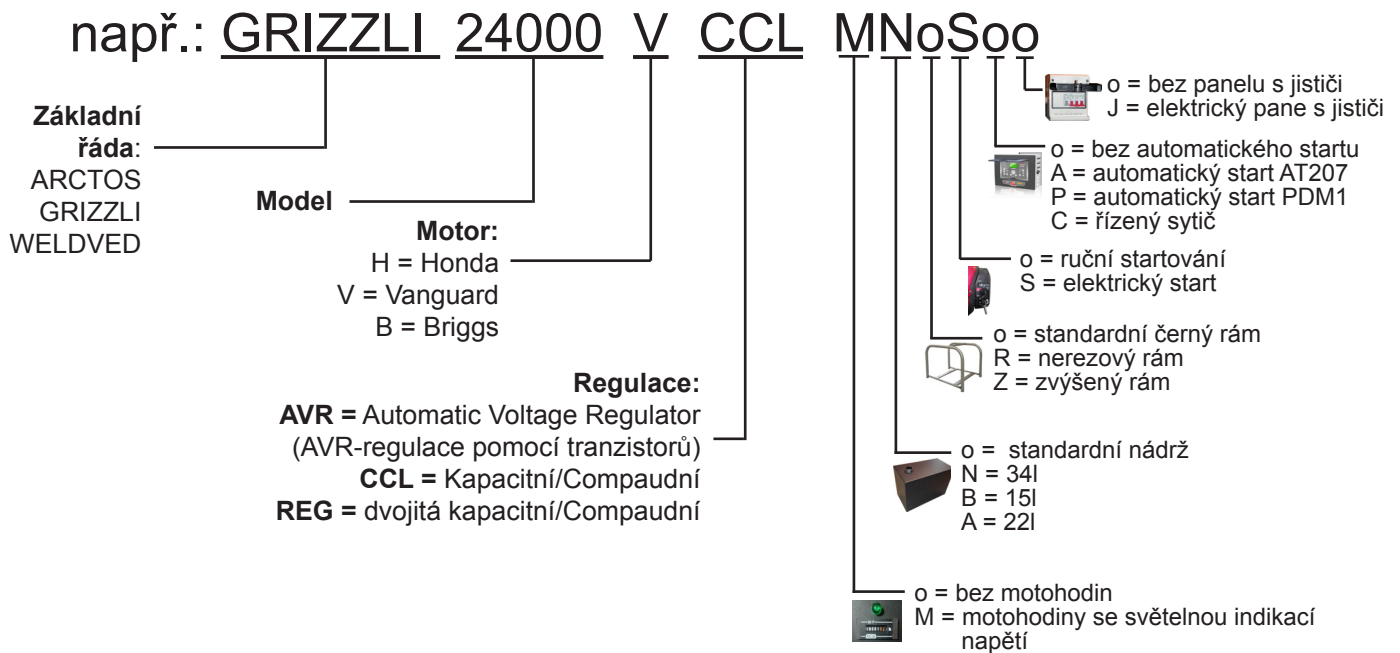 např.: GRIZZLI 24000 V CCL MNoSoo
Základní
řáda:
ARCTOS
GRIZZLI
WELDVED
Model
Motor:
H = Honda
V = Vanguard
B = Briggs
Regulace:
AVR = Automatic Voltage Regulator
(AVR-regulace pomocí tranzistorů)
CCL = Kapacitní/Compaudní
REG = dvojitá kapacitní/Compaudní
o = bez panelu s jističi
J = elektrický pane s jističi
o = bez automatického startu
A = automatický start AT207
P = automatický start PDM1
C = řízený sytič
o = ruční startování
S = elektrický start
o = standardní černý rám
R = nerezový rám
Z = zvýšený rám
o = standardní nádrž
N = 34l
B = 15l
A = 22l
o = bez motohodin
M = motohodiny se světelnou indikací
napětí